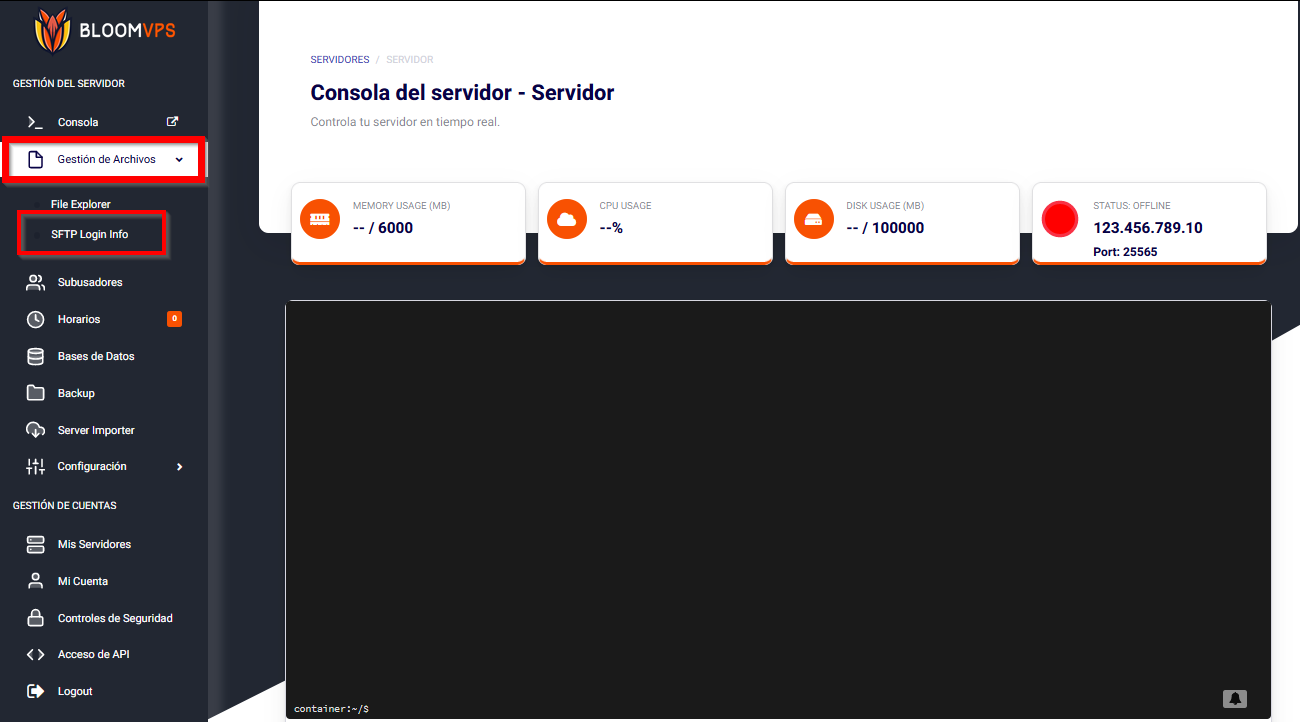 BLOOMVPS
GESTIÓN DEL SERVIDOR
Consola
Gestión de Archivos
File Explorer
SFTP Login Info
Subusadores
Horarios 0
Bases de Datos
Backup
Server Importer
Configuración
GESTIÓN DE CUENTAS
Mis Servidores
Mi Cuenta
Controles de Seguridad
Acceso de API
Logout
SERVIDORES / SERVIDOR
Consola del servidor - Servidor
Controla tu servidor en tiempo real.
MEMORY USAGE (MB)
-- / 6000
CPU USAGE
--%
DISK USAGE (MB)
-- / 100000
STATUS: OFFLINE
123.456.789.10
Port: 25565
container:~/$